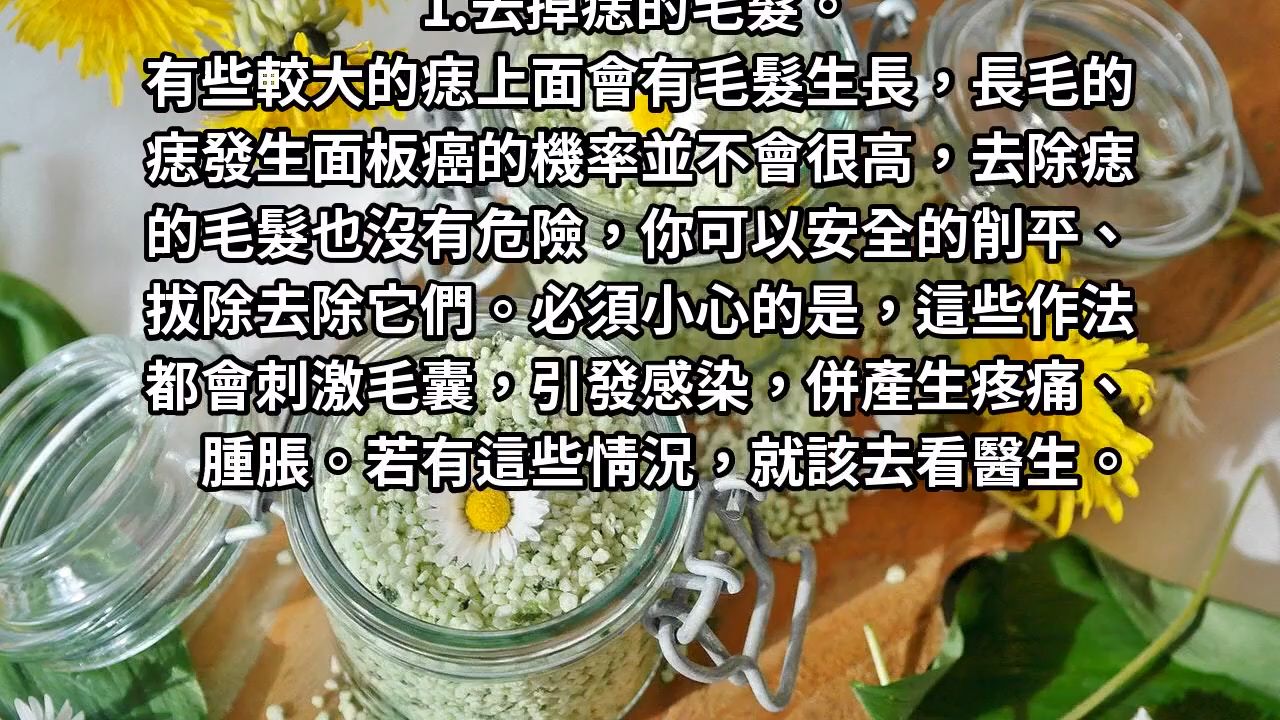 1.去掉痣的毛髮。
有些較大的痣上面會有毛髮生長，長毛的
痣發生面板癌的機率並不會很高，去除痣
的毛髮也沒有危險，你可以安全的削平、
拔除去除它們。必須小心的是，這些作法
都會刺激毛囊，引發感染，併產生疼痛、
腫脹。若有這些情況，就該去看醫生。